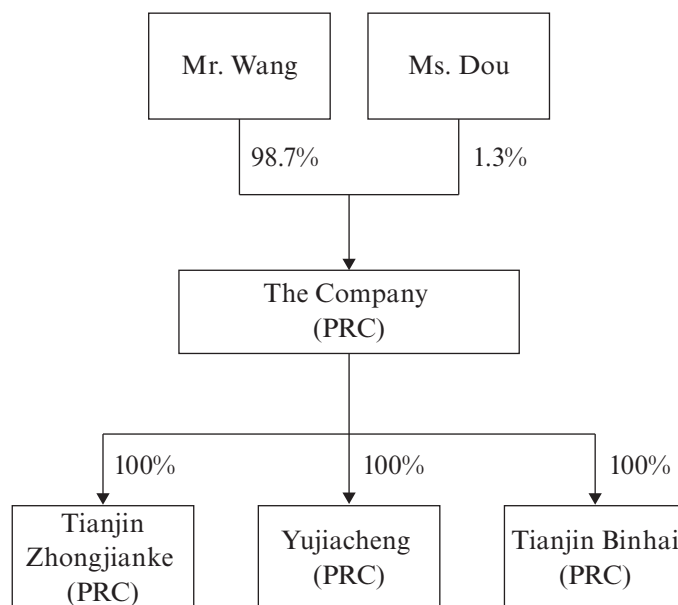 Mr. Wang
Ms. Dou
98.7%
1.3%
The Company
(PRC)
100%
100%
100%
Tianjin
Zhongjianke
(PRC)
Yujiacheng
(PRC)
Tianjin Binhai
(PRC)